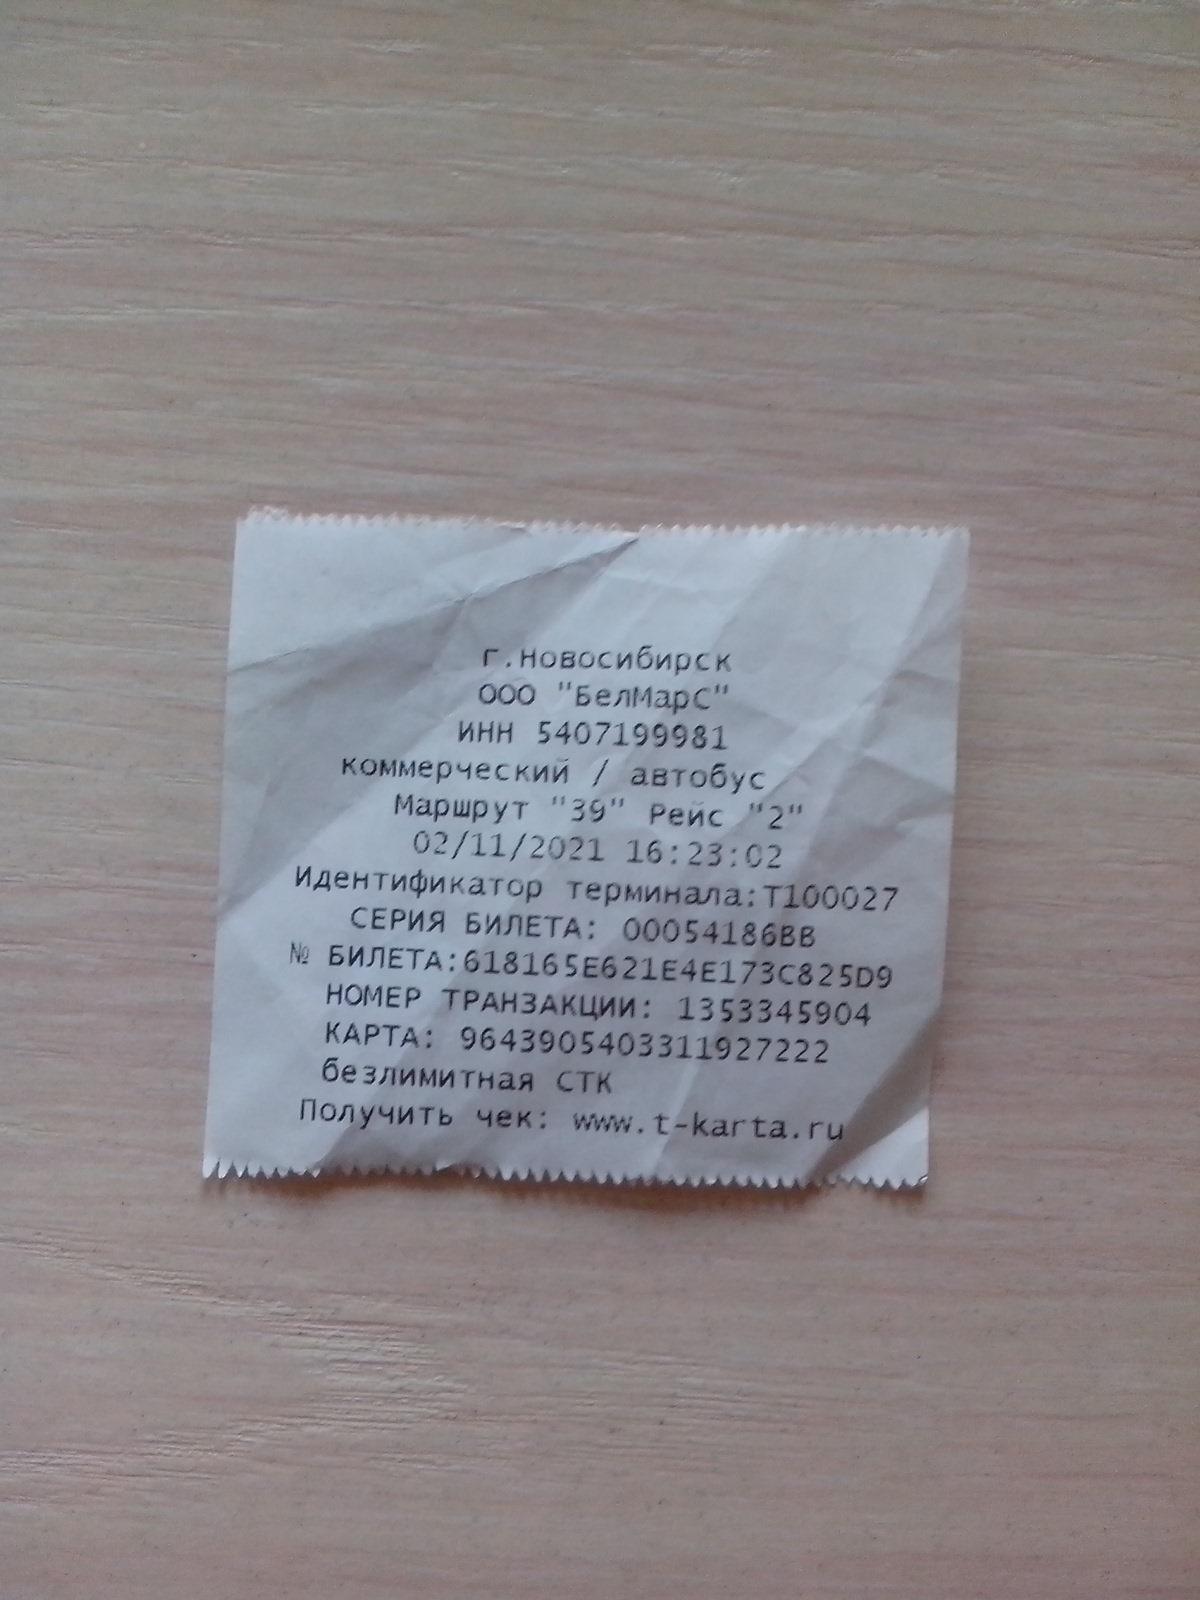 г.Новосибирск
ООО "БелМарС"
ИНН 5407199981
коммерческий / автобус
Маршрут "39" Рейс "2"
02/11/2021 16:23:02
Идентификатор терминала:Т100027
СЕРИЯ БИЛЕТА: 00054186BB
№ БИЛЕТА:618165E621E4E173C825D9
НОМЕР ТРАНЗАКЦИИ: 1353345904
КАРТА: 9643905403311927222
безлимитная СТК
Получить чек: www.t-karta.ru